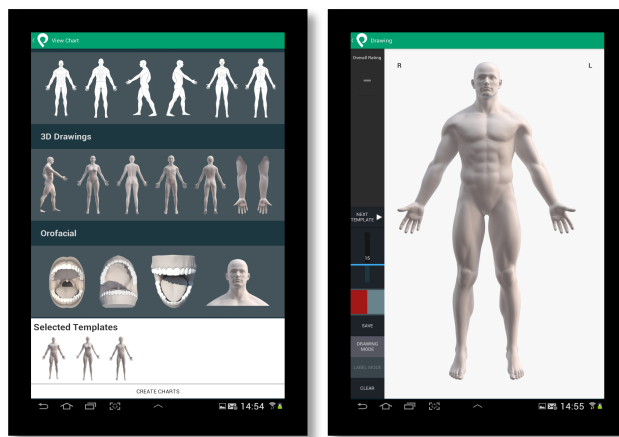 View Chart
3D Drawings
Orofacial
Selected Templates
CREATE CHARTS
14:54
Drawing
Overall Rating
R
L
NEXT
TEMPLATE
16
SAVE
DRAWING
MODE
LABEL MODE
CLEAR
14:55